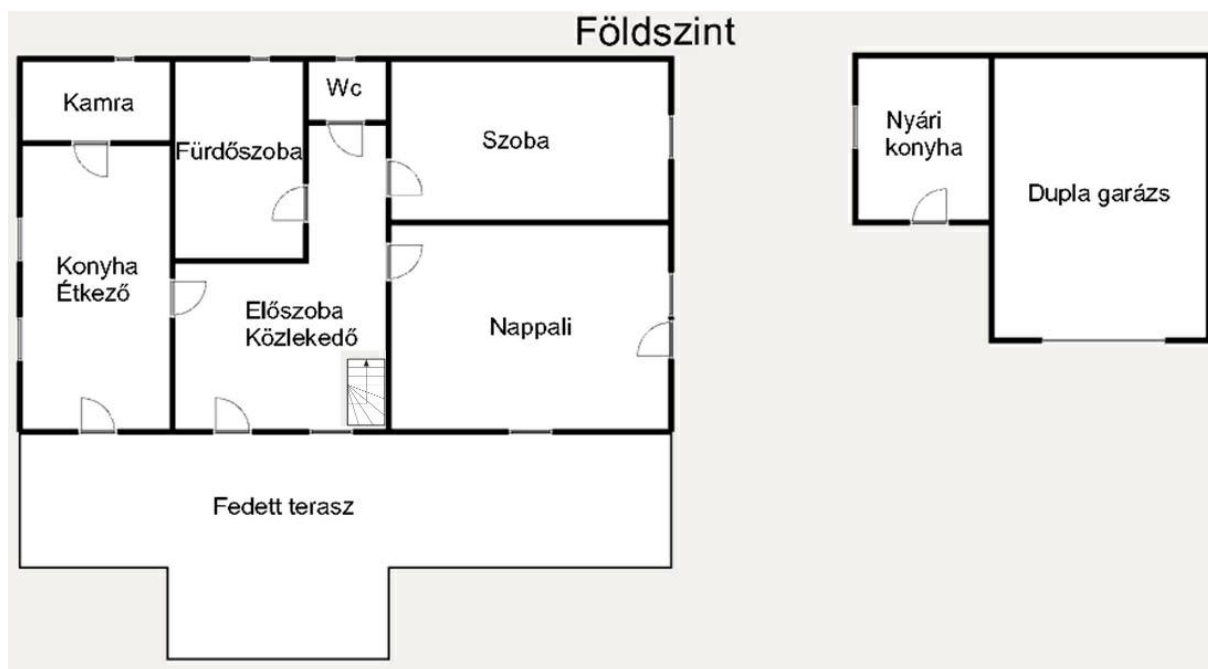 Földszint
Kamra
Fürdőszoba
Wc
Szoba
Nyári
konyha
Dupla garázs
Konyha
Étkező
Előszoba
Közlekedő
Nappali
Fedett terasz